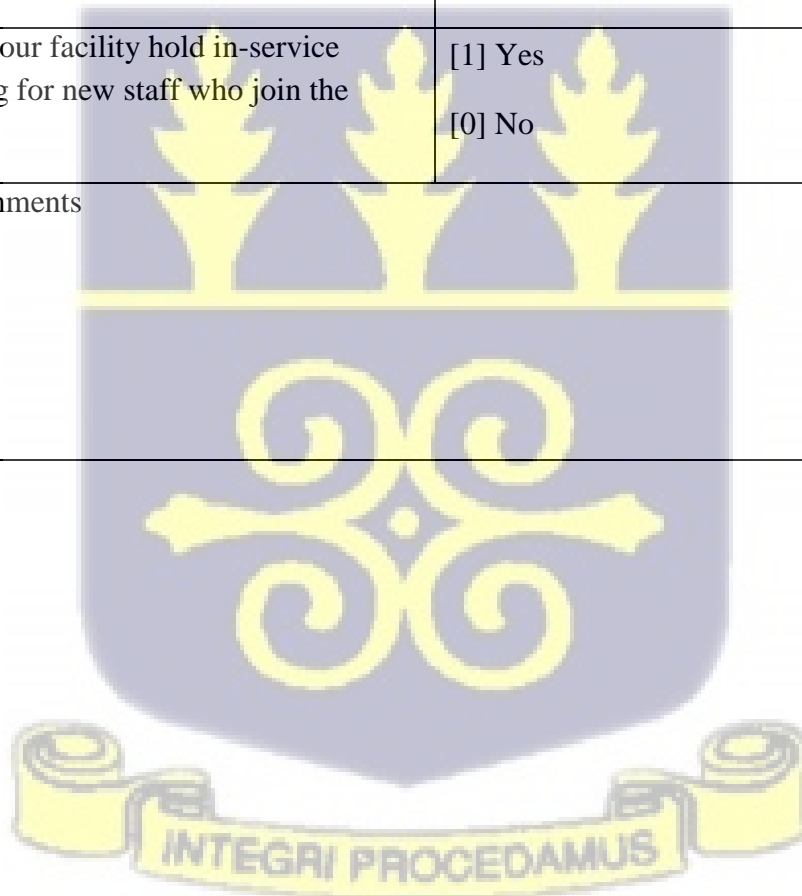 our facility hold in-service
g for new staff who join the
[1] Yes
[0] No
nments
INTEGRI PROCEDAMUS